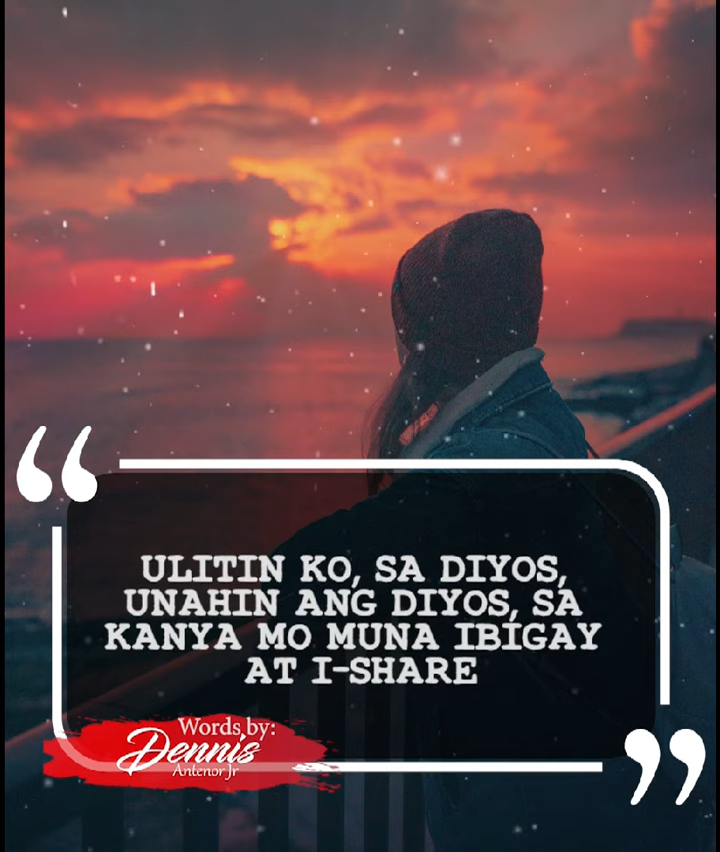 ULITIN KO, SA DIYOS,
UNAHIN ANG DIYOS, SA
KANYA MO MUNA IBIGAY
AT I-SHARE
Words by:
Dennis
Antenor Jr